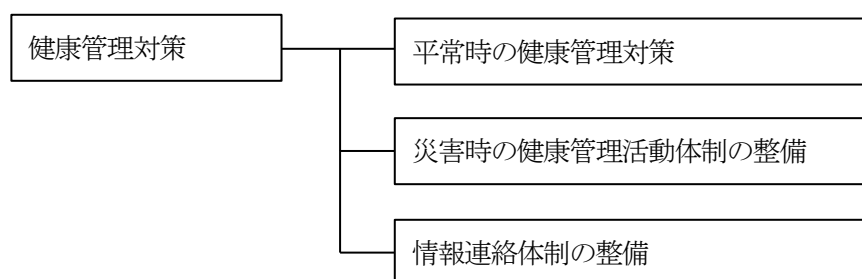 健康管理対策
平常時の健康管理対策
災害時の健康管理活動体制の整備
情報連絡体制の整備